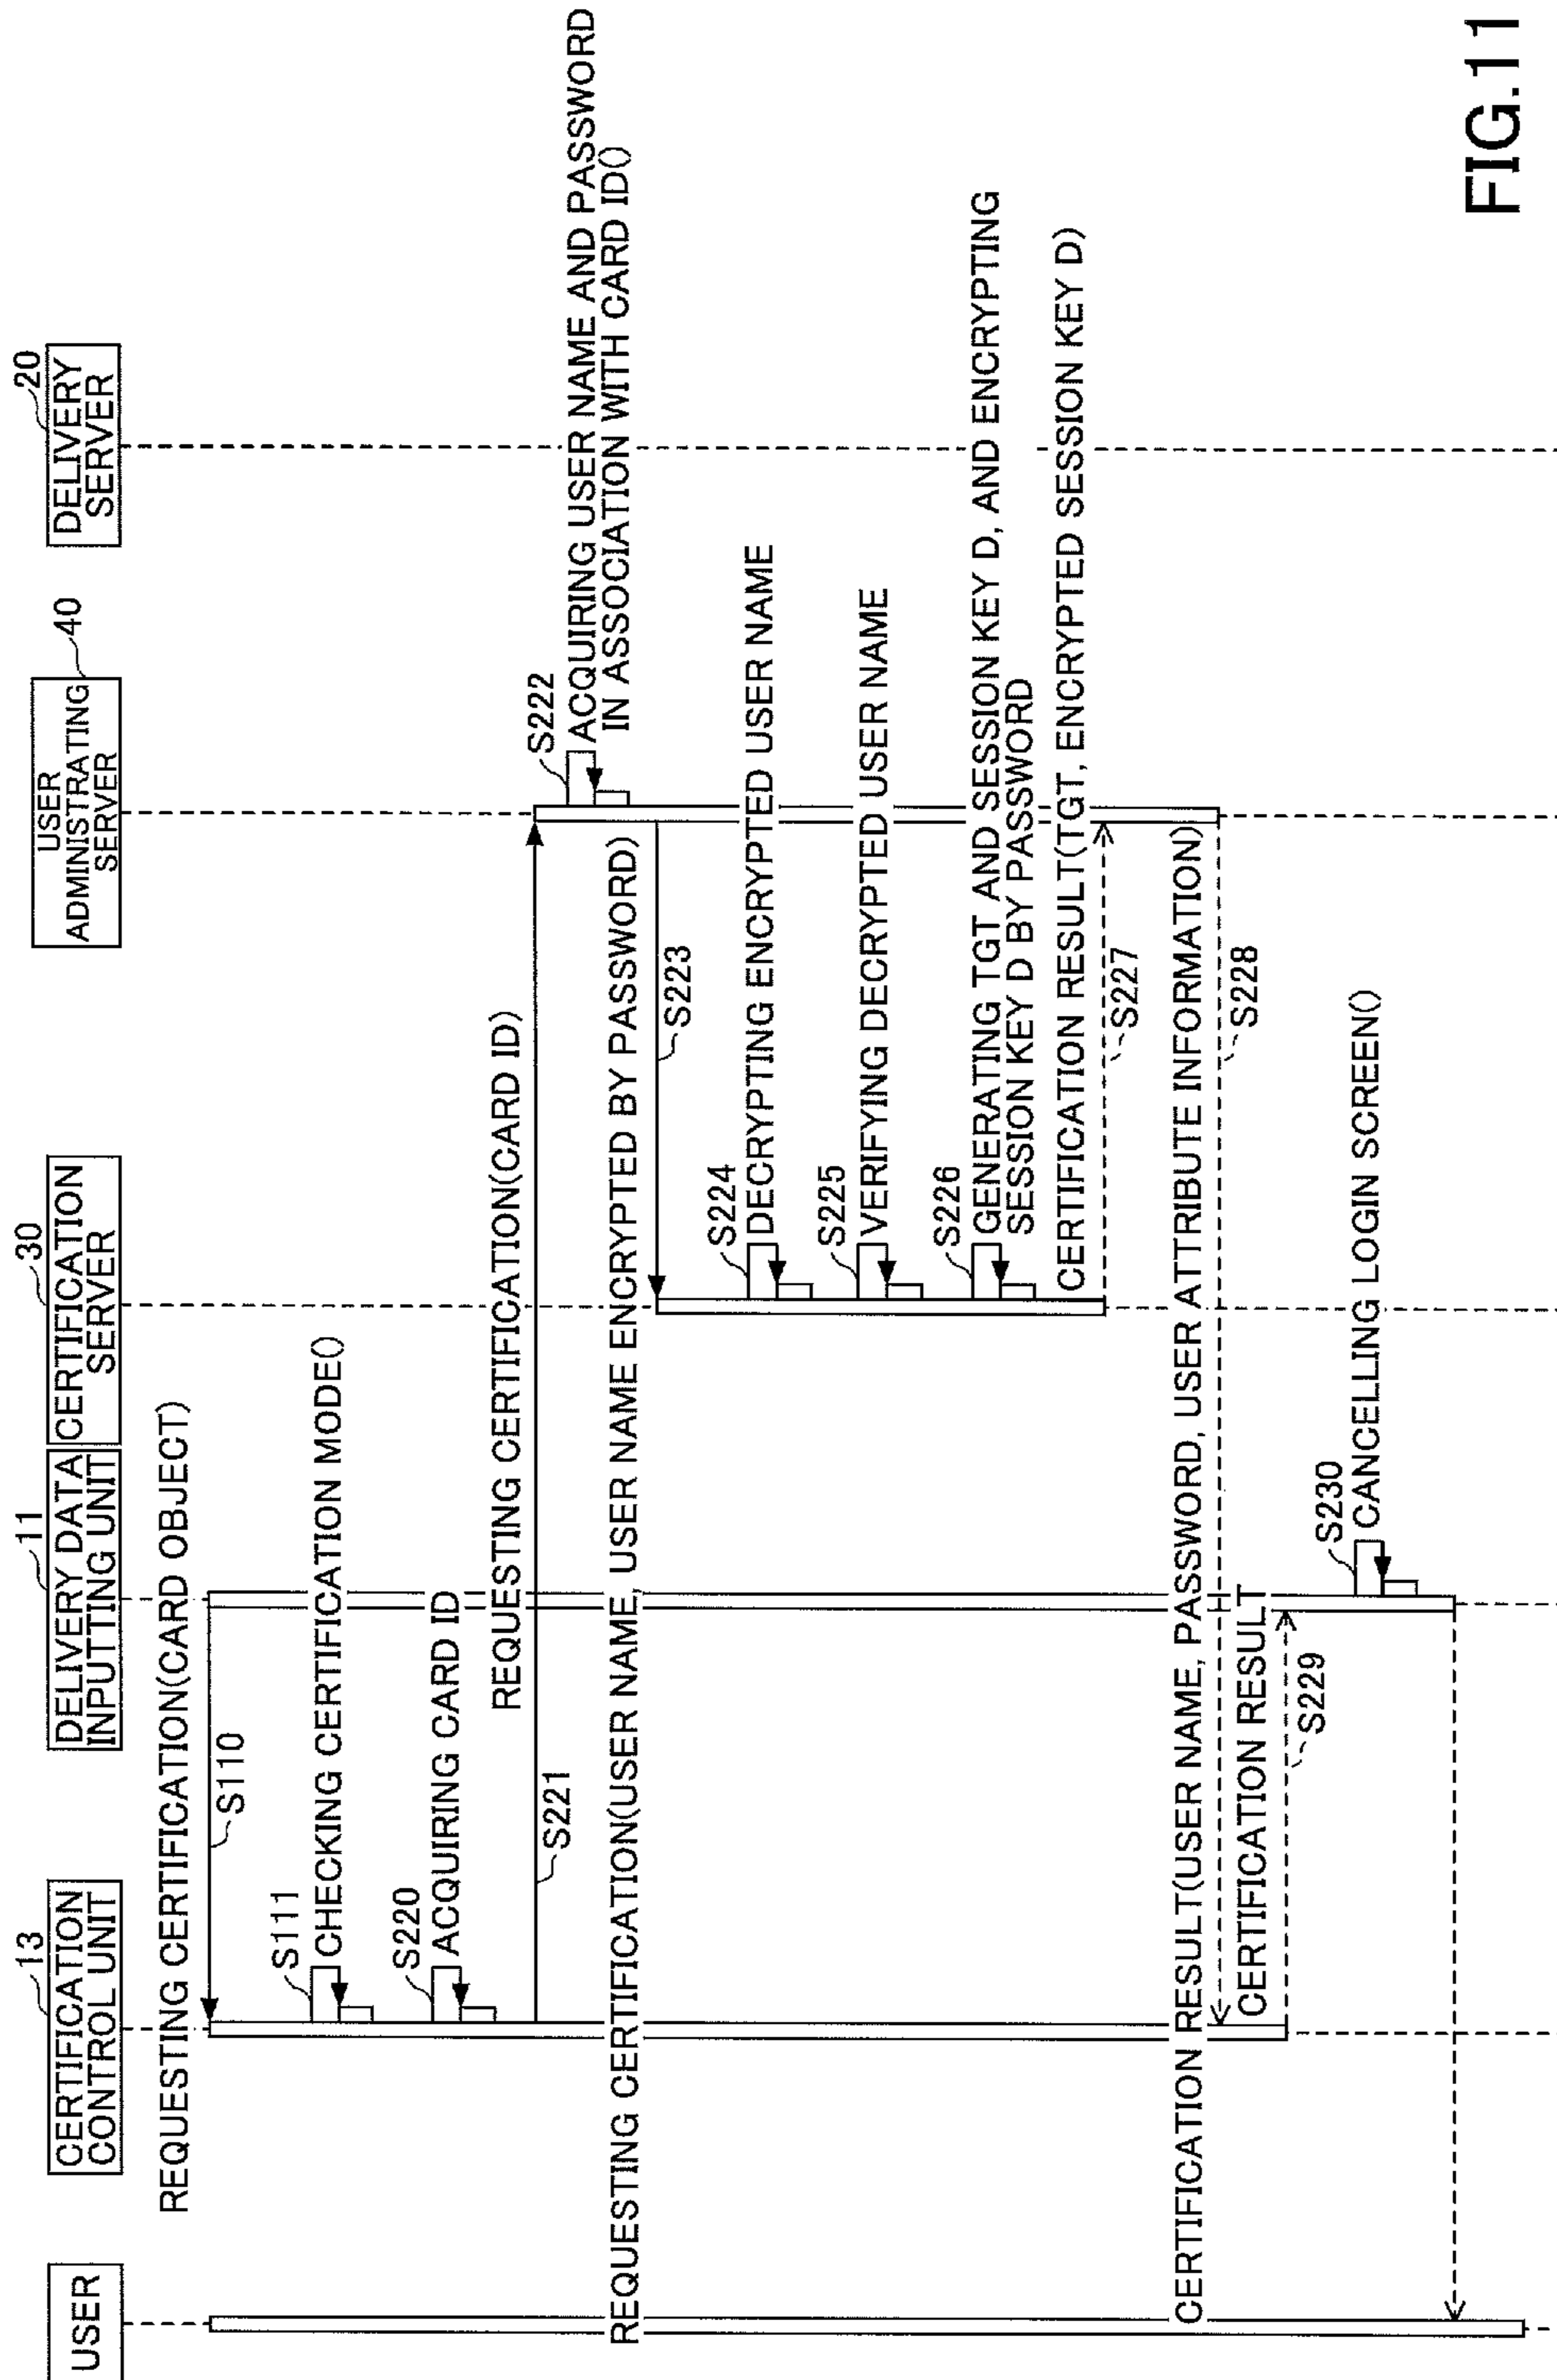 USER
13
CERTIFICATION
CONTROL UNIT
11
DELIVERY DATA
INPUTTING UNIT
30
CERTIFICATION
SERVER
40
USER
ADMINISTRATING
SERVER
20
DELIVERY
SERVER
REQUESTING CERTIFICATION(CARD OBJECT)
S110
S111
CHECKING CERTIFICATION MODE()
S220
ACQUIRING CARD ID
REQUESTING CERTIFICATION(CARD ID)
S221
S222
ACQUIRING USER NAME AND PASSWORD
IN ASSOCIATION WITH CARD ID()
REQUESTING CERTIFICATION(USER NAME, USER NAME ENCRYPTED BY PASSWORD)
S223
S224
DECRYPTING ENCRYPTED USER NAME
S225
VERIFYING DECRYPTED USER NAME
S226
GENERATING TGT AND SESSION KEY D, AND ENCRYPTING
SESSION KEY D BY PASSWORD
CERTIFICATION RESULT(TGT, ENCRYPTED SESSION KEY D)
S227
CERTIFICATION RESULT(USER NAME, PASSWORD, USER ATTRIBUTE INFORMATION)
S228
CERTIFICATION RESULT
S229
S230
CANCELLING LOGIN SCREEN()
FIG.11